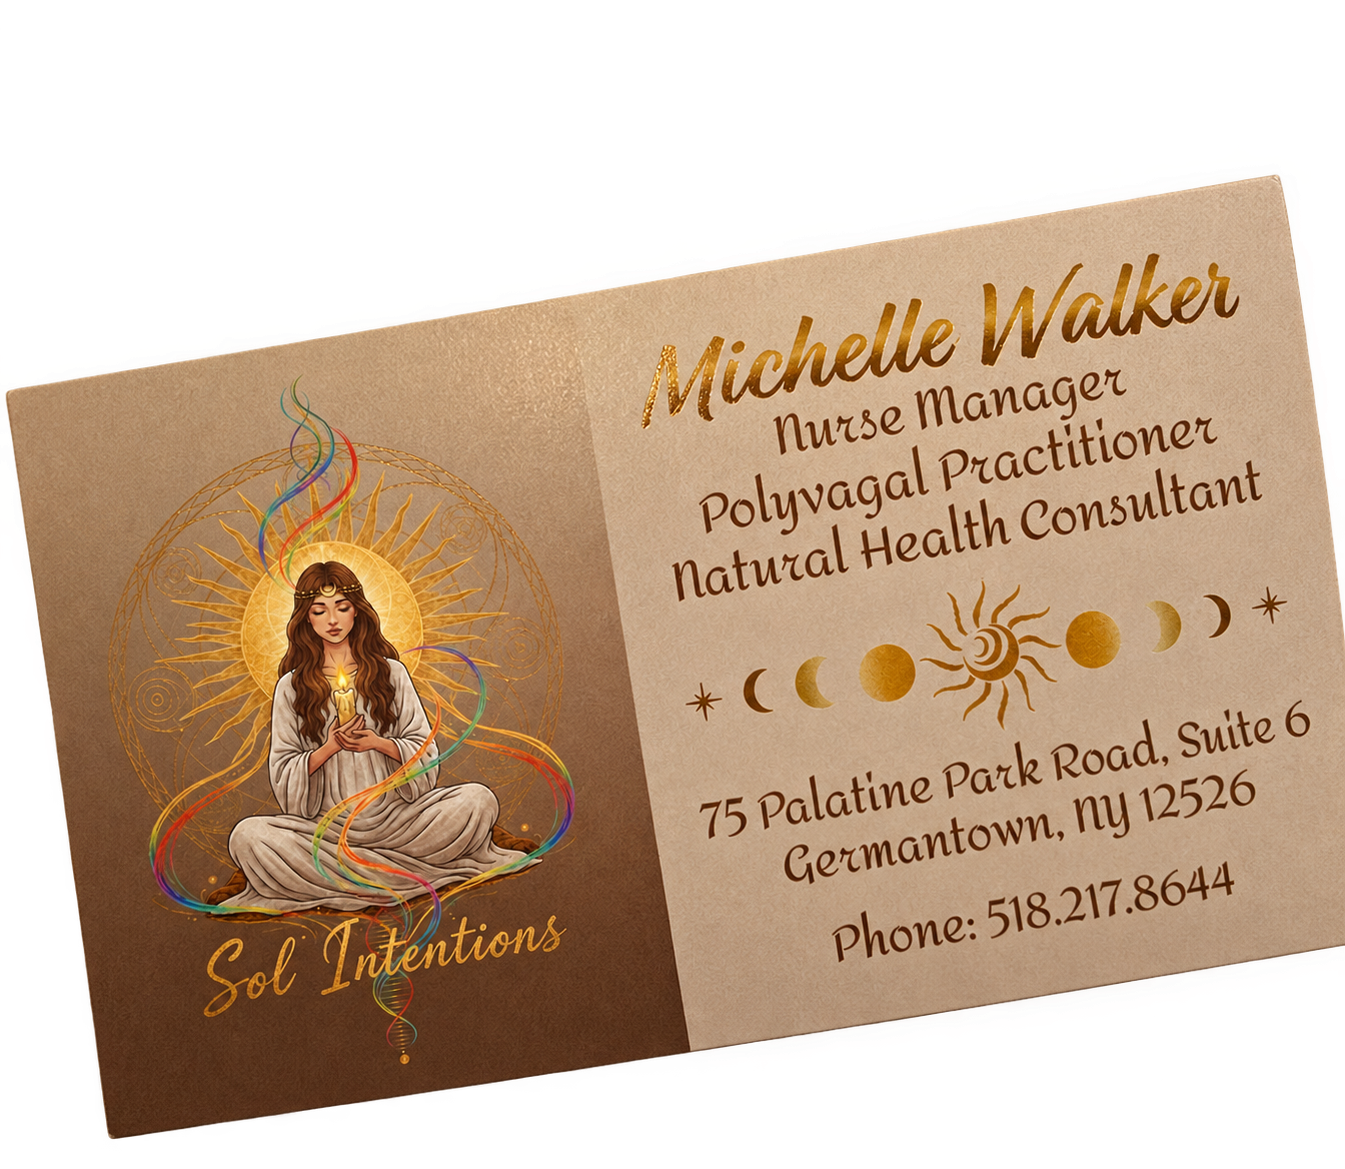 Michelle Walker
Nurse Manager
Polyvagal Practitioner
Natural Health Consultant
75 Palatine Park Road, Suite 6
Germantown, NY 12526
Phone: 518.217.8644
Sol Intentions